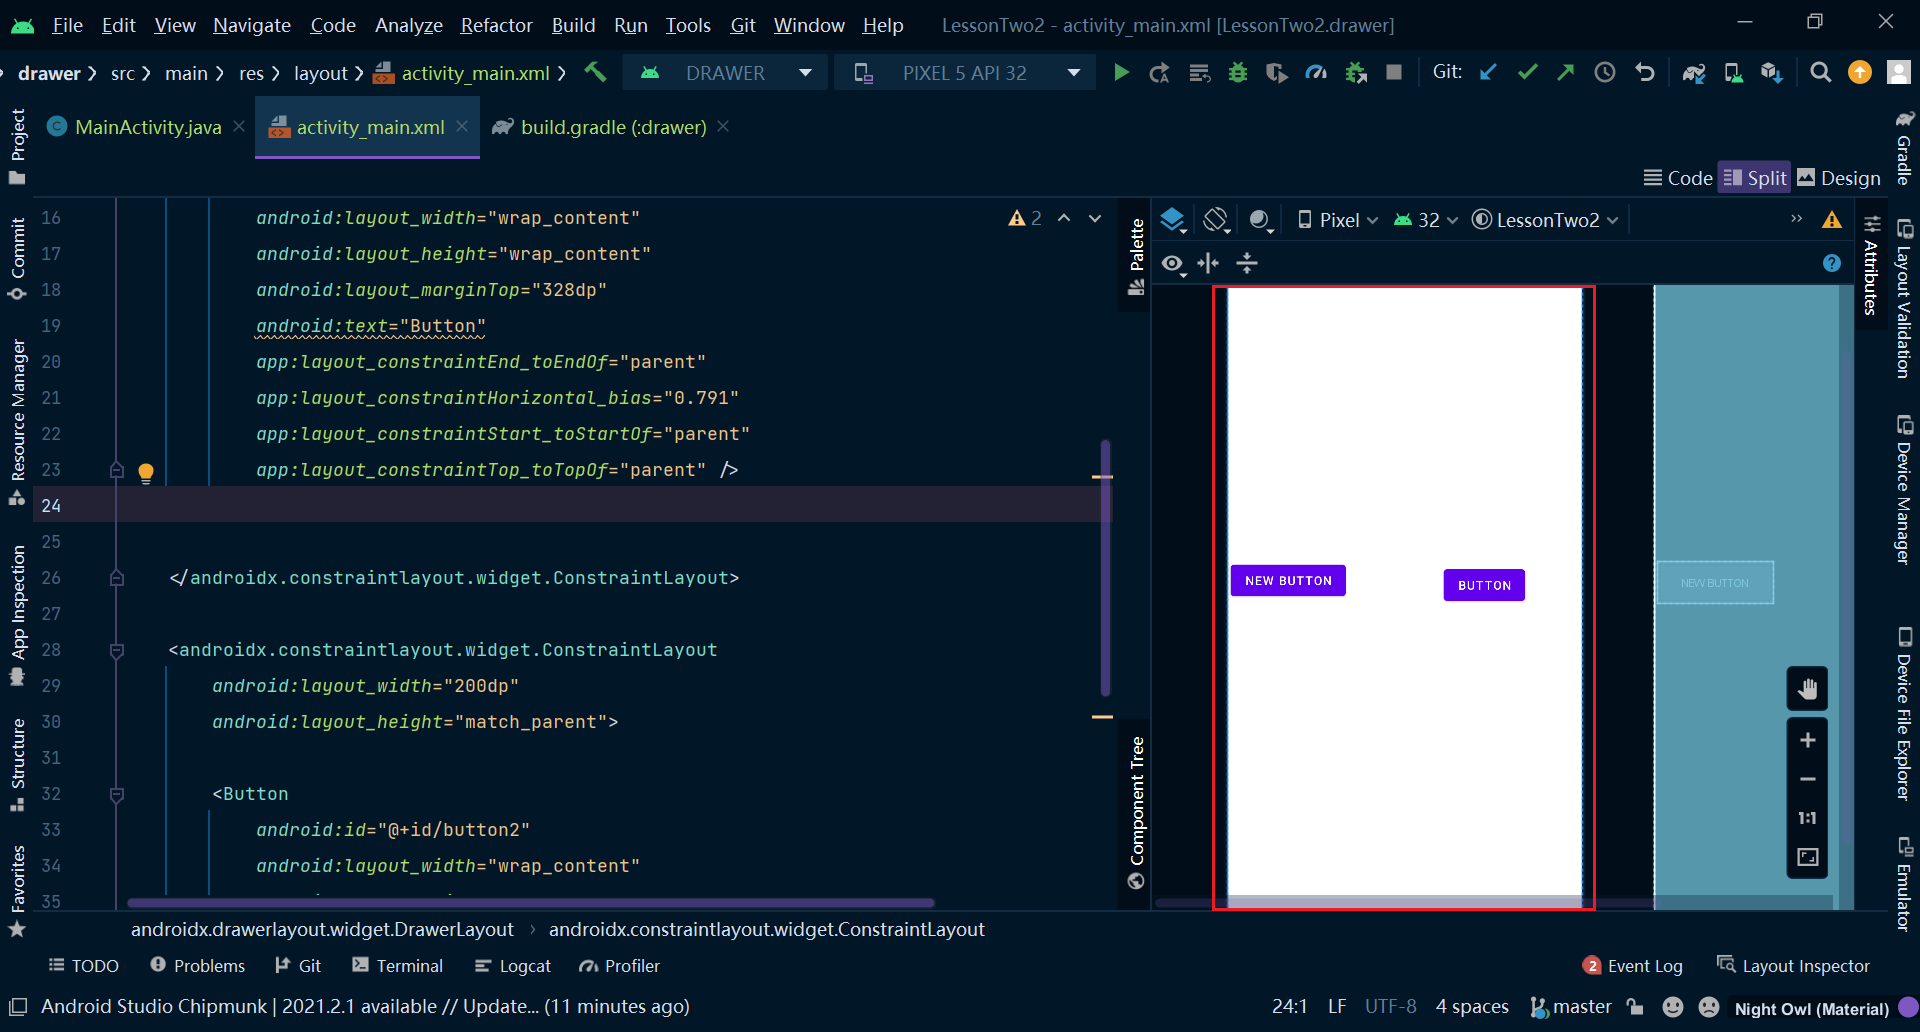 File Edit View Navigate Code Analyze Refactor Build Run Tools Git Window Help LessonTwo2 - activity_main.xml [LessonTwo2.drawer]
drawer src main res layout activity_main.xml DRAWER PIXEL 5 API 32 Git:
MainActivity.java activity_main.xml build.gradle (:drawer)
Code Split Design
Project
Commit
Resource Manager
App Inspection
Structure
Favorites
16 android:layout_width="wrap_content"
17 android:layout_height="wrap_content"
18 android:layout_marginTop="328dp"
19 android:text="Button"
20 app:layout_constraintEnd_toEndOf="parent"
21 app:layout_constraintHorizontal_bias="0.791"
22 app:layout_constraintStart_toStartOf="parent"
23 app:layout_constraintTop_toTopOf="parent" />
24
25
26 </androidx.constraintlayout.widget.ConstraintLayout>
27
28 <androidx.constraintlayout.widget.ConstraintLayout
29 android:layout_width="200dp"
30 android:layout_height="match_parent">
31
32 <Button
33 android:id="@+id/button2"
34 android:layout_width="wrap_content"
35
2
Palette
Component Tree
Pixel 32 LessonTwo2
NEW BUTTON BUTTON NEW BUTTON
1:1
Attributes
Gradle
Layout Validation
Device Manager
Device File Explorer
Emulator
androidx.drawerlayout.widget.DrawerLayout androidx.constraintlayout.widget.ConstraintLayout
TODO Problems Git Terminal Logcat Profiler 2 Event Log Layout Inspector
Android Studio Chipmunk | 2021.2.1 available // Update... (11 minutes ago) 24:1 LF UTF-8 4 spaces master Night Owl (Material)